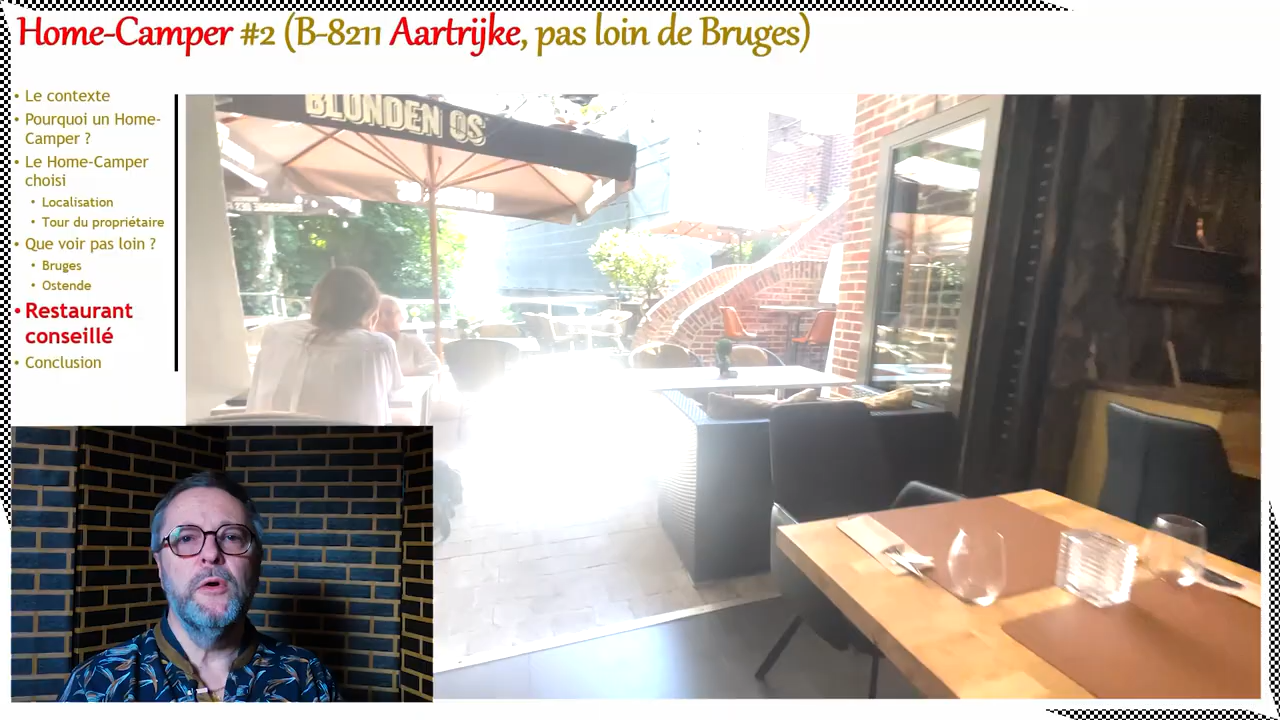 Home-Camper #2 (B-8211 Aartrijke, pas loin de Bruges)
• Le contexte
• Pourquoi un Home-
Camper ?
• Le Home-Camper
choisi
• Localisation
• Tour du propriétaire
• Que voir pas loin ?
• Bruges
• Ostende
• Restaurant
conseillé
• Conclusion
BLONDEN OS